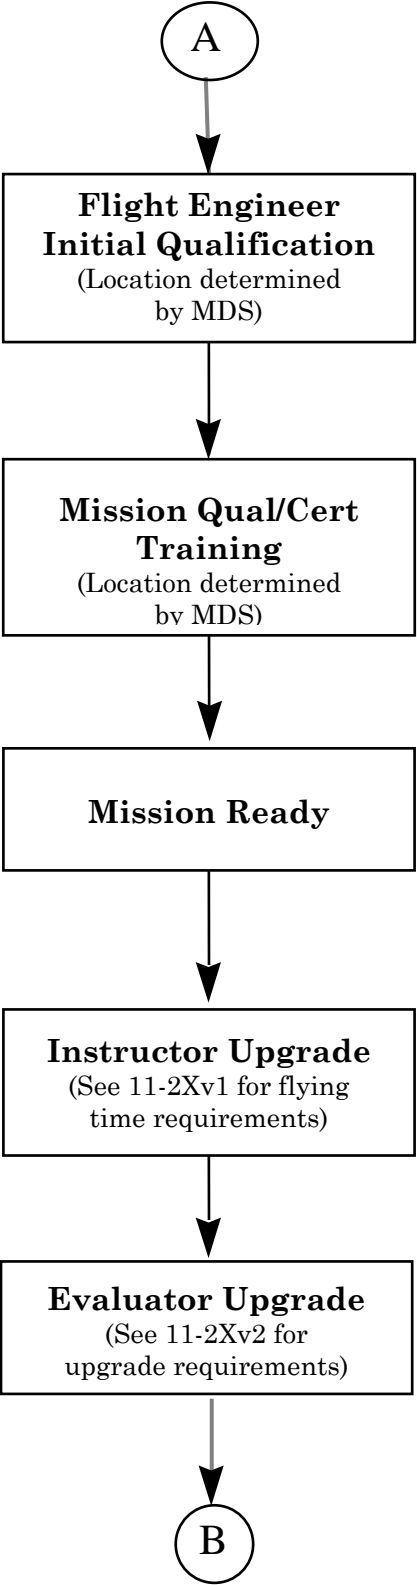 A
Flight Engineer
Initial Qualification
(Location determined
by MDS)
Mission Qual/Cert
Training
(Location determined
by MDS)
Mission Ready
Instructor Upgrade
(See 11-2Xv1 for flying
time requirements)
Evaluator Upgrade
(See 11-2Xv2 for
upgrade requirements)
B